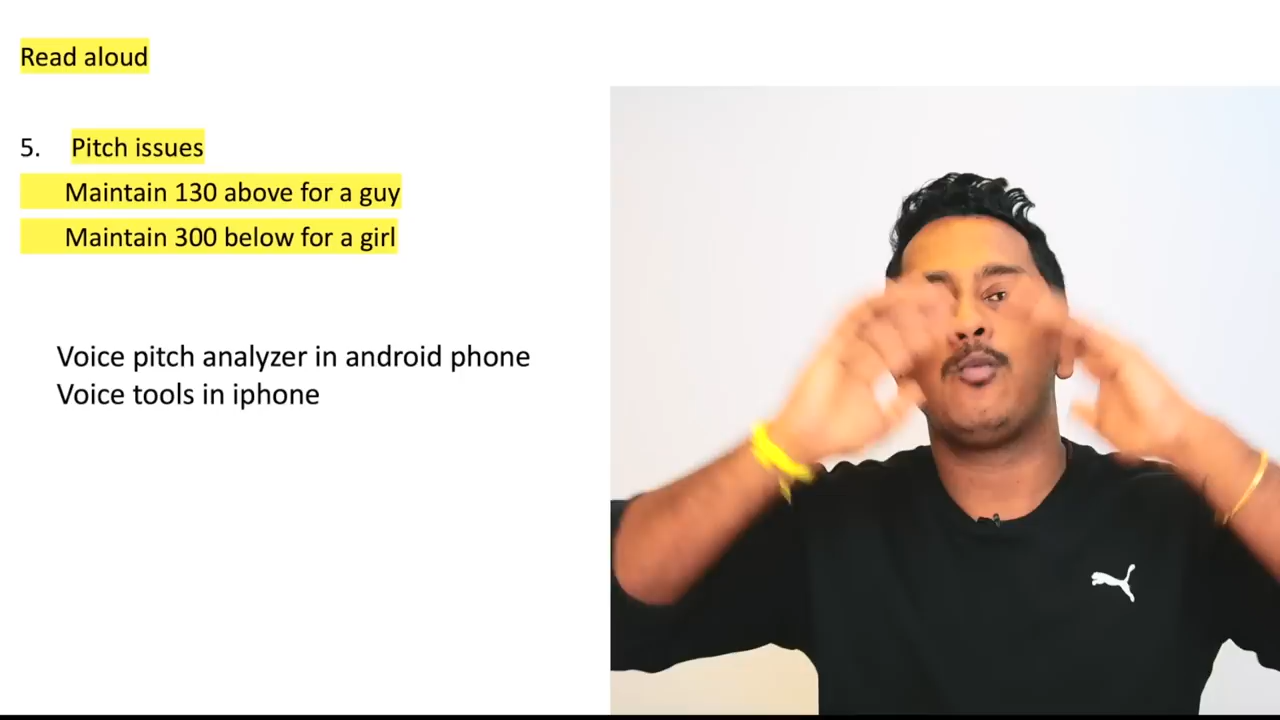 Read aloud
5. Pitch issues
Maintain 130 above for a guy
Maintain 300 below for a girl
Voice pitch analyzer in android phone
Voice tools in iphone